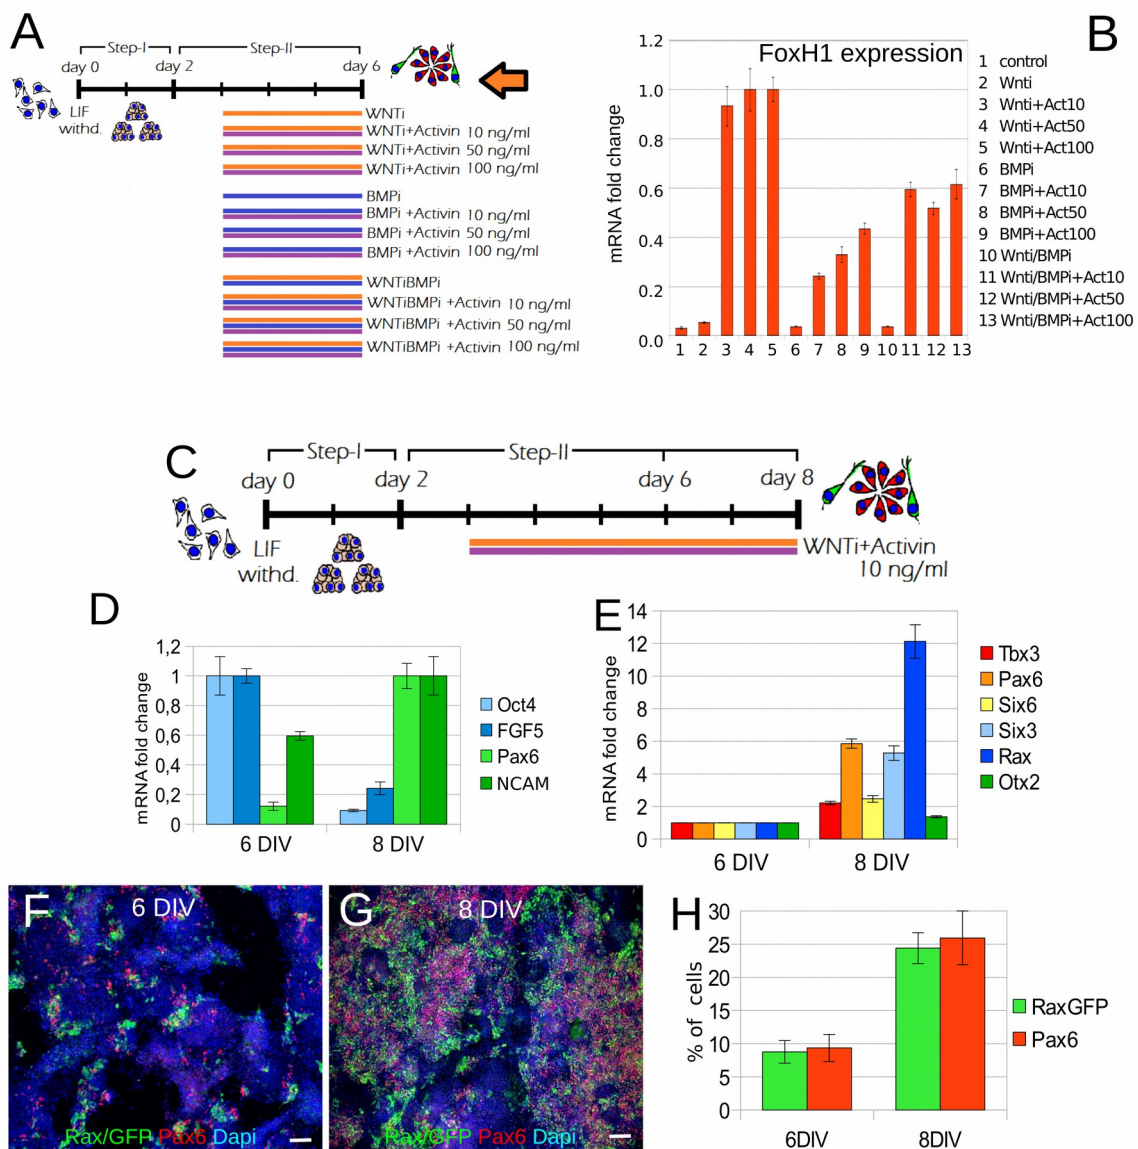 A
Step-I
Step-II
day 0
day 2
day 6
LIF
withd.
WNTi
WNTi+Activin 10 ng/ml
WNTi+Activin 50 ng/ml
WNTi+Activin 100 ng/ml
BMPi
BMPi +Activin 10 ng/ml
BMPi +Activin 50 ng/ml
BMPi +Activin 100 ng/ml
WNTiBMPi
WNTiBMPi +Activin 10 ng/ml
WNTiBMPi +Activin 50 ng/ml
WNTiBMPi +Activin 100 ng/ml
B
FoxH1 expression
mRNA fold change
1.2
1.0
0.8
0.6
0.4
0.2
0.0
1 2 3 4 5 6 7 8 9 10 11 12 13
1 control
2 Wnti
3 Wnti+Act10
4 Wnti+Act50
5 Wnti+Act100
6 BMPi
7 BMPi+Act10
8 BMPi+Act50
9 BMPi+Act100
10 Wnti/BMPi
11 Wnti/BMPi+Act10
12 Wnti/BMPi+Act50
13 Wnti/BMPi+Act100
C
Step-I
Step-II
day 0
day 2
day 6
day 8
LIF
withd.
WNTi+Activin
10 ng/ml
D
mRNA fold change
1,2
1
0,8
0,6
0,4
0,2
0
6 DIV
8 DIV
Oct4
FGF5
Pax6
NCAM
E
mRNA fold change
14
12
10
8
6
4
2
0
6 DIV
8 DIV
Tbx3
Pax6
Six6
Six3
Rax
Otx2
F
6 DIV
Rax/GFP Pax6 Dapi
G
8 DIV
Rax/GFP Pax6 Dapi
H
% of cells
30
25
20
15
10
5
0
6DIV
8DIV
RaxGFP
Pax6